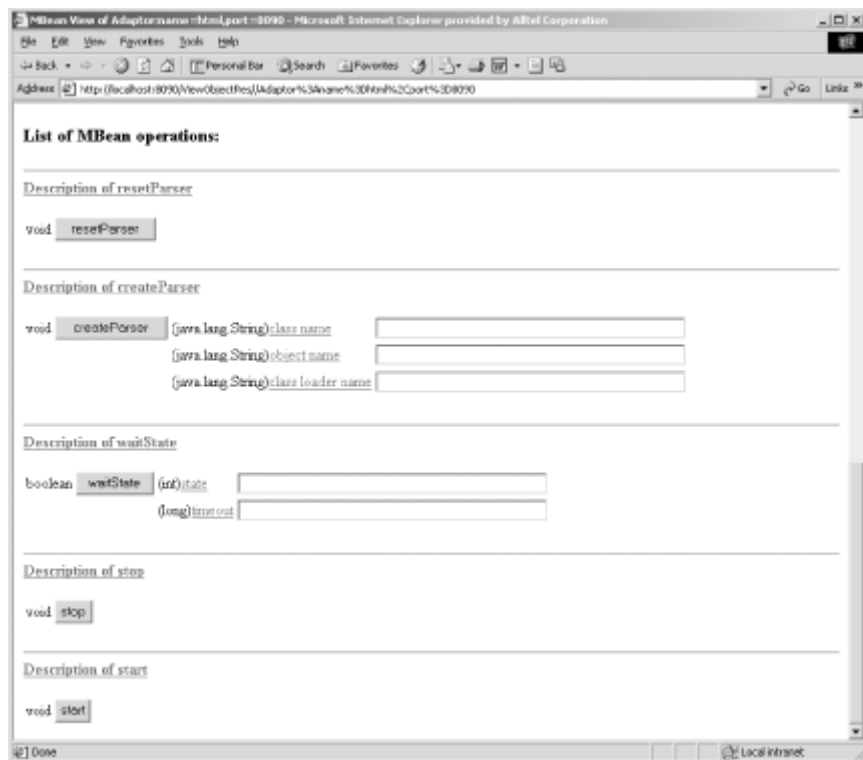 MBean View of Adaptor:name=html,port=8090 - Microsoft Internet Explorer provided by Alltel Corporation
File Edit View Favorites Tools Help
Back Personal Bar Search Favorites
Address http://localhost:8090/ViewObjectRes//Adaptor%3Aname%3Dhtml%2Cport%3D8090 Go Links »
List of MBean operations:
Description of resetParser
void resetParser
Description of createParser
void createParser (java.lang.String)class name
(java.lang.String)object name
(java.lang.String)class loader name
Description of waitState
boolean waitState (int)state
(long)time out
Description of stop
void stop
Description of start
void start
Done Local intranet